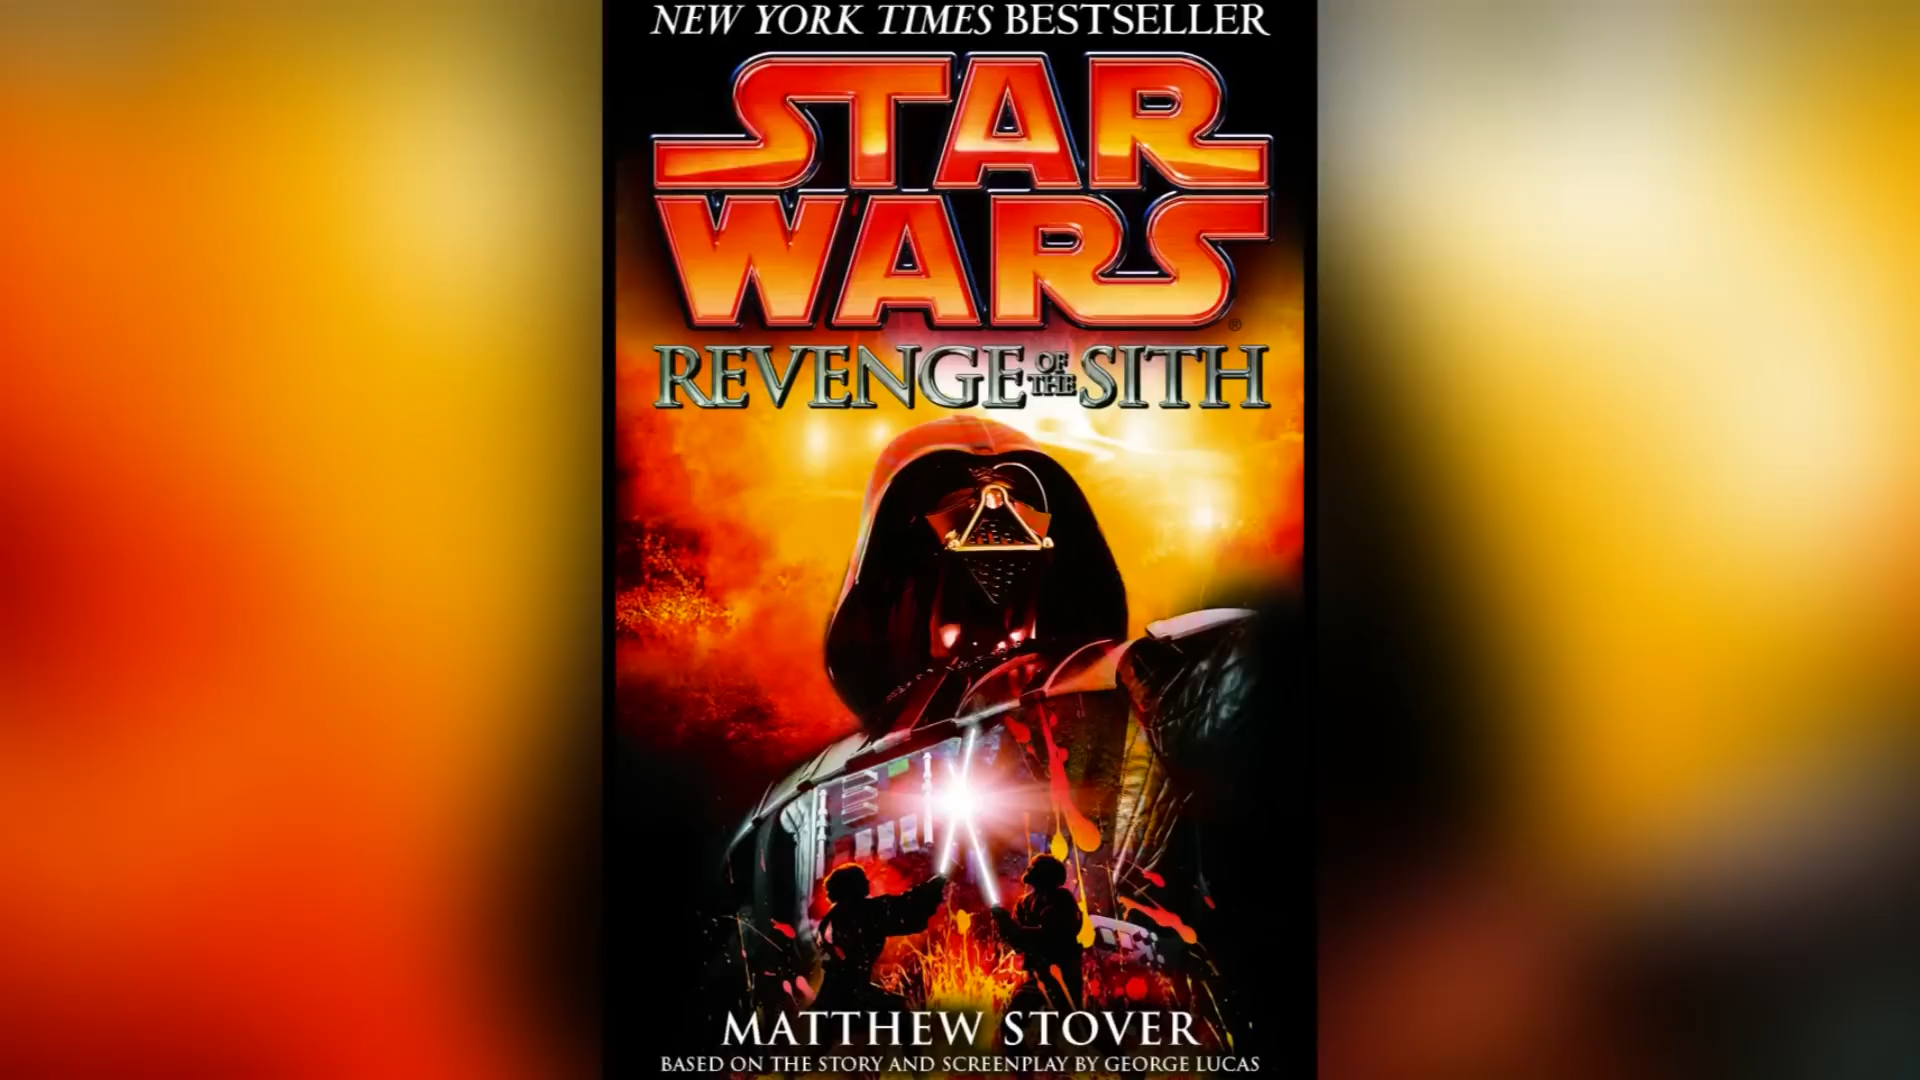 NEW YORK TIMES BESTSELLER
STAR
WARS®
REVENGE OF THE SITH
MATTHEW STOVER
BASED ON THE STORY AND SCREENPLAY BY GEORGE LUCAS